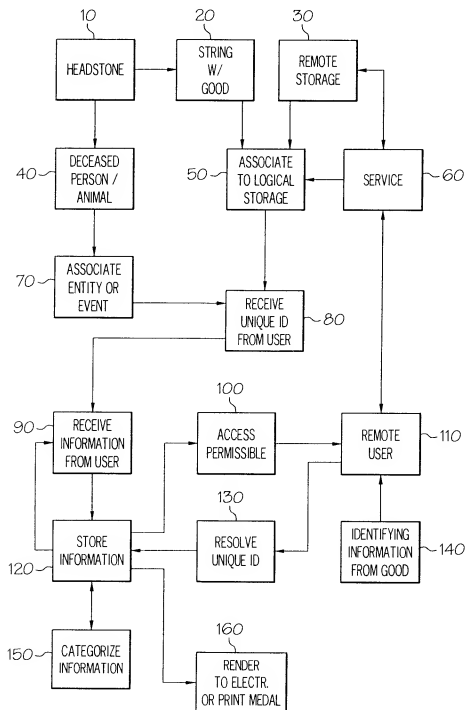 10
20
30
HEADSTONE
STRING
W/
GOOD
REMOTE
STORAGE
40
DECEASED
PERSON /
ANIMAL
50
ASSOCIATE
TO LOGICAL
STORAGE
SERVICE
60
70
ASSOCIATE
ENTITY OR
EVENT
RECEIVE
UNIQUE ID
FROM USER
80
90
RECEIVE
INFORMATION
FROM USER
100
ACCESS
PERMISSIBLE
REMOTE
USER
110
120
STORE
INFORMATION
130
RESOLVE
UNIQUE ID
IDENTIFYING
INFORMATION
FROM GOOD
140
150
CATEGORIZE
INFORMATION
160
RENDER
TO ELECTR.
OR PRINT MEDAL